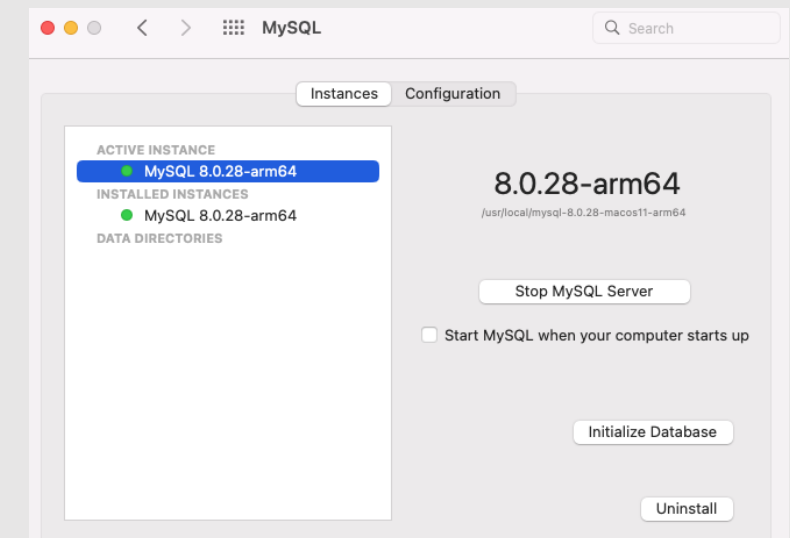 MySQL
Search
Instances
Configuration
ACTIVE INSTANCE
MySQL 8.0.28-arm64
INSTALLED INSTANCES
MySQL 8.0.28-arm64
DATA DIRECTORIES
8.0.28-arm64
/usr/local/mysql-8.0.28-macos11-arm64
Stop MySQL Server
Start MySQL when your computer starts up
Initialize Database
Uninstall